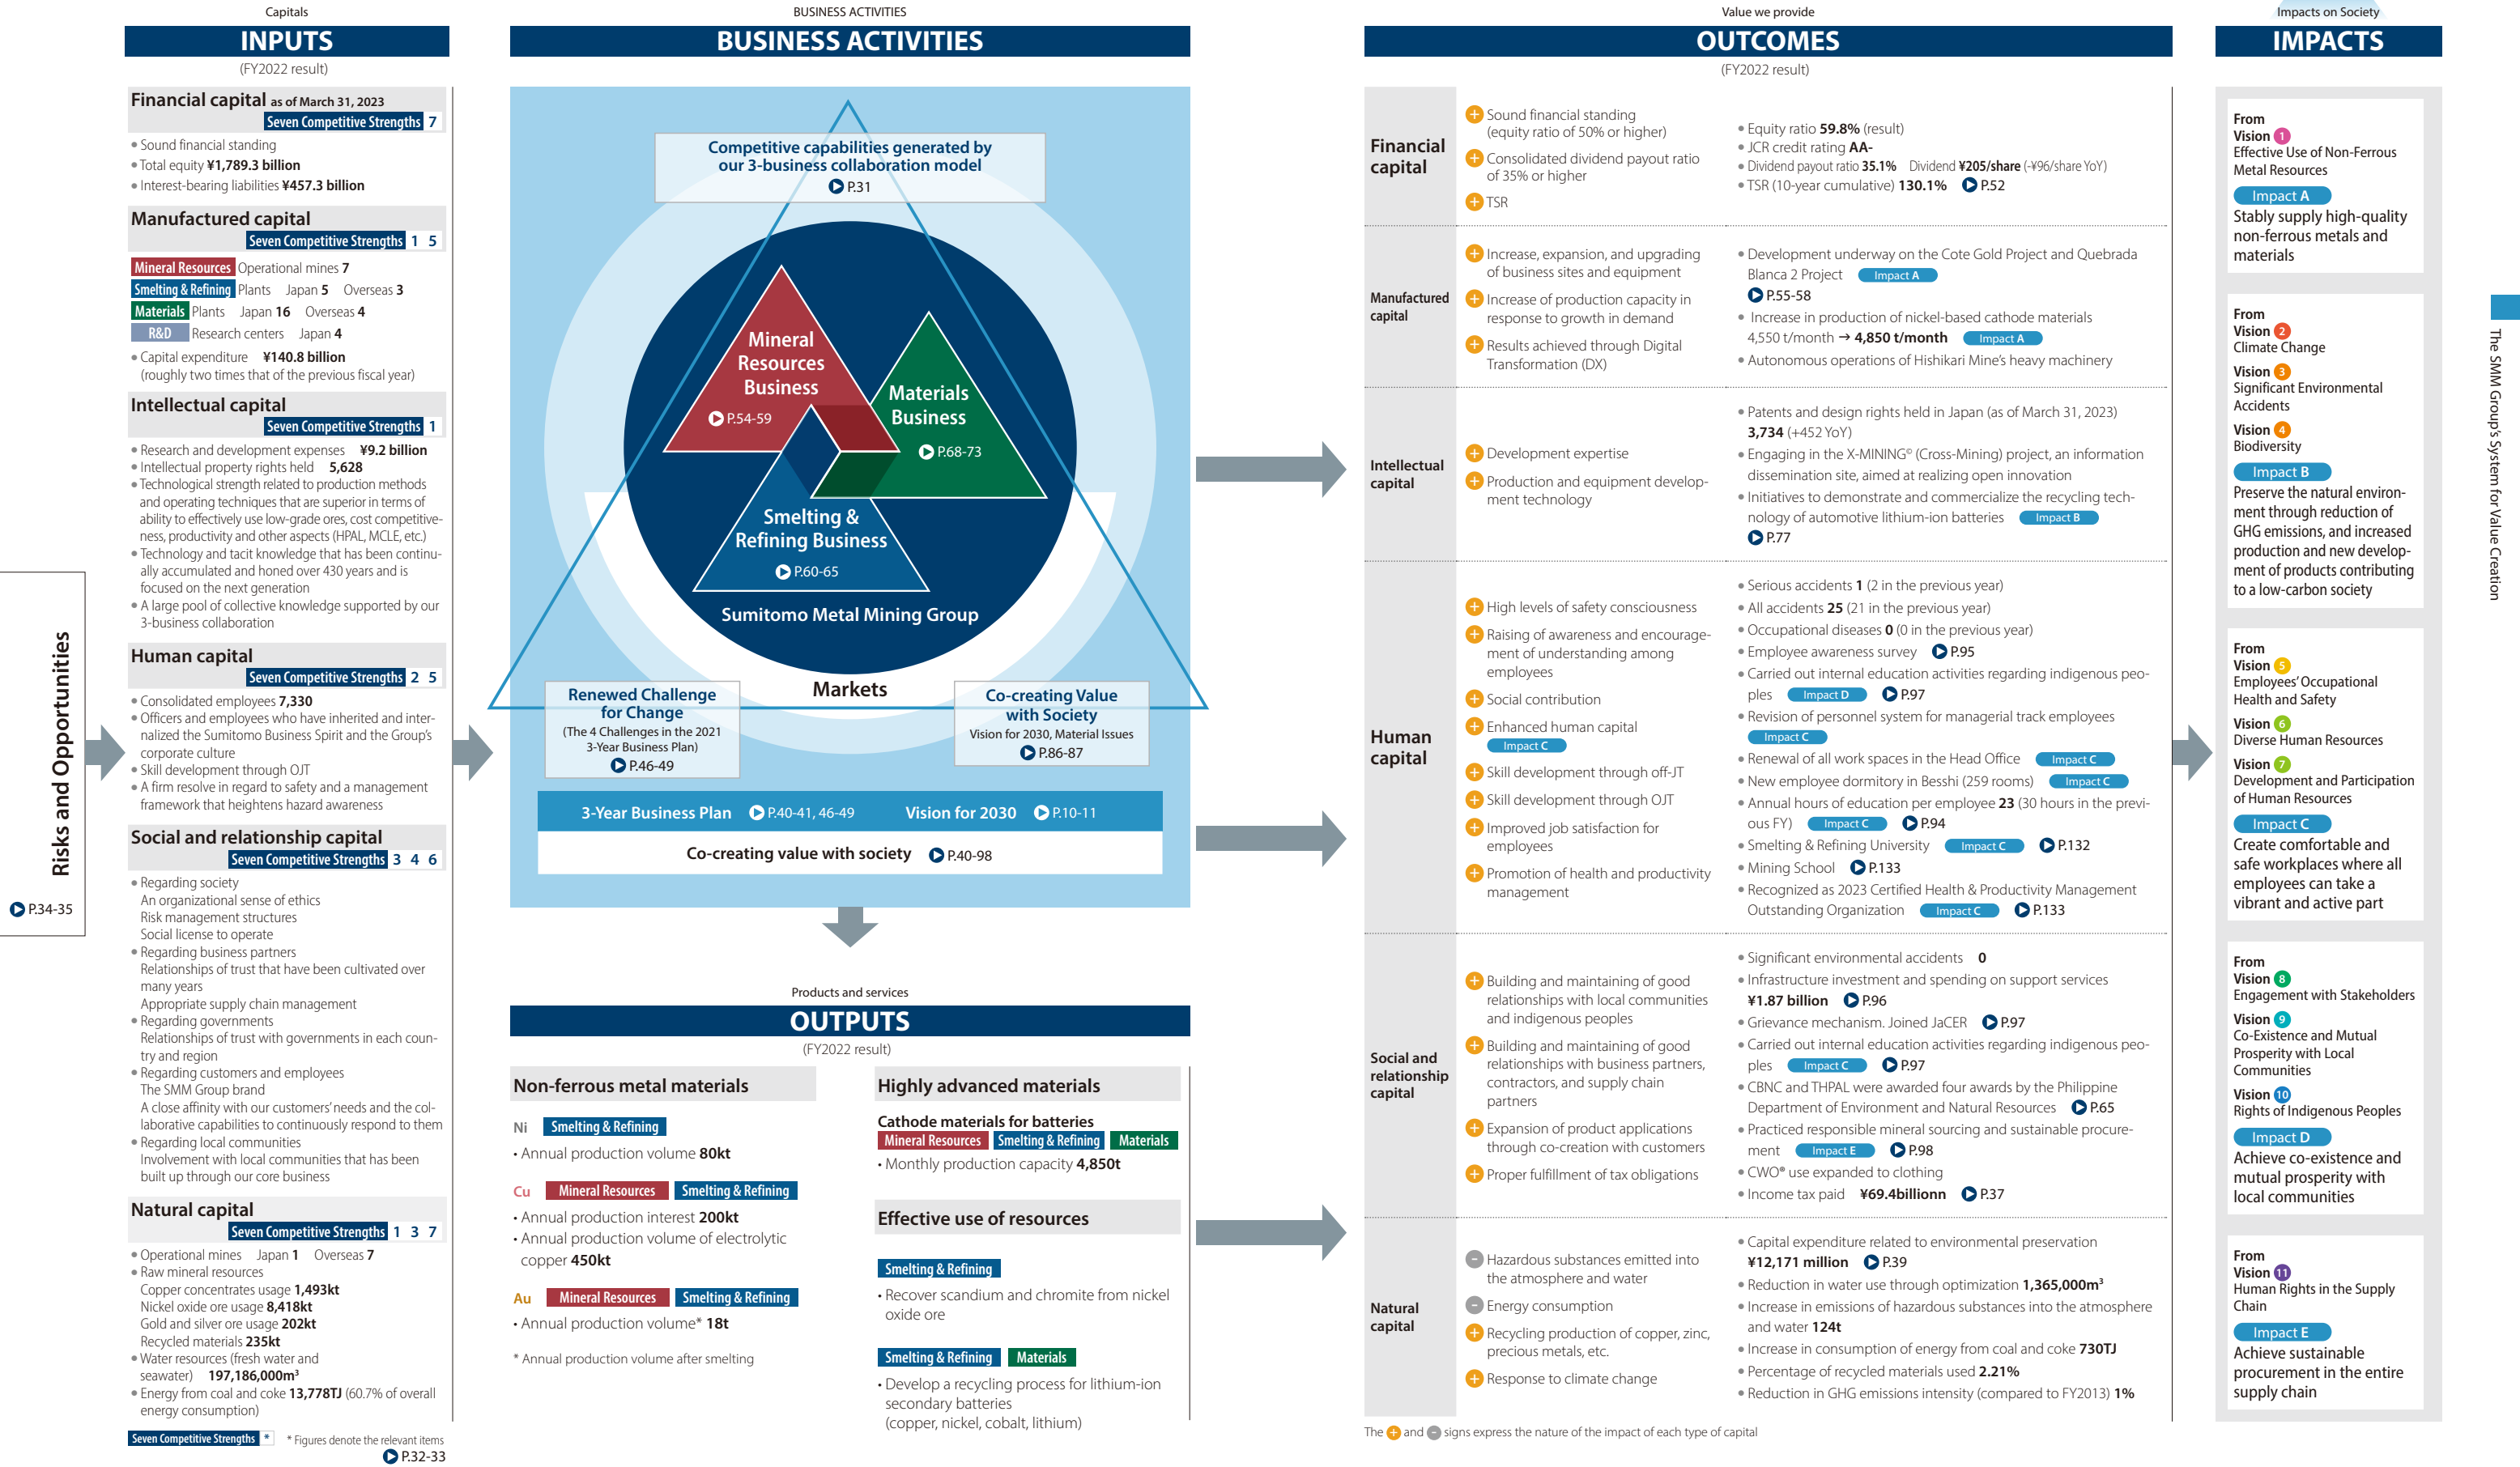 Capitals
INPUTS
(FY2022 result)
Financial capital as of March 31, 2023
Seven Competitive Strengths 7
• Sound financial standing
• Total equity ¥1,789.3 billion
• Interest-bearing liabilities ¥457.3 billion
Manufactured capital
Seven Competitive Strengths 1 5
Mineral Resources Operational mines 7
Smelting & Refining Plants Japan 5 Overseas 3
Materials Plants Japan 16 Overseas 4
R&D Research centers Japan 4
• Capital expenditure ¥140.8 billion
(roughly two times that of the previous fiscal year)
Intellectual capital
Seven Competitive Strengths 1
• Research and development expenses ¥9.2 billion
• Intellectual property rights held 5,628
• Technological strength related to production methods
and operating techniques that are superior in terms of
ability to effectively use low-grade ores, cost competitive-
ness, productivity and other aspects (HPAL, MCLE, etc.)
• Technology and tacit knowledge that has been continu-
ally accumulated and honed over 430 years and is
focused on the next generation
• A large pool of collective knowledge supported by our
3-business collaboration
Human capital
Seven Competitive Strengths 2 5
• Consolidated employees 7,330
• Officers and employees who have inherited and inter-
nalized the Sumitomo Business Spirit and the Group's
corporate culture
• Skill development through OJT
• A firm resolve in regard to safety and a management
framework that heightens hazard awareness
Social and relationship capital
Seven Competitive Strengths 3 4 6
• Regarding society
An organizational sense of ethics
Risk management structures
Social license to operate
• Regarding business partners
Relationships of trust that have been cultivated over
many years
Appropriate supply chain management
• Regarding governments
Relationships of trust with governments in each coun-
try and region
• Regarding customers and employees
The SMM Group brand
A close affinity with our customers' needs and the col-
laborative capabilities to continuously respond to them
• Regarding local communities
Involvement with local communities that has been
built up through our core business
Natural capital
Seven Competitive Strengths 1 3 7
• Operational mines Japan 1 Overseas 7
• Raw mineral resources
Copper concentrates usage 1,493kt
Nickel oxide ore usage 8,418kt
Gold and silver ore usage 202kt
Recycled materials 235kt
• Water resources (fresh water and
seawater) 197,186,000m³
• Energy from coal and coke 13,778TJ (60.7% of overall
energy consumption)
Seven Competitive Strengths * * Figures denote the relevant items
P.32-33
Risks and Opportunities
P.34-35
BUSINESS ACTIVITIES
BUSINESS ACTIVITIES
Competitive capabilities generated by
our 3-business collaboration model
P.31
Mineral
Resources
Business
P.54-59
Materials
Business
P.68-73
Smelting &
Refining Business
P.60-65
Sumitomo Metal Mining Group
Markets
Renewed Challenge
for Change
(The 4 Challenges in the 2021
3-Year Business Plan)
P.46-49
Co-creating Value
with Society
Vision for 2030, Material Issues
P.86-87
3-Year Business Plan P.40-41, 46-49 Vision for 2030 P.10-11
Co-creating value with society P.40-98
Products and services
OUTPUTS
(FY2022 result)
Non-ferrous metal materials
Ni Smelting & Refining
• Annual production volume 80kt
Cu Mineral Resources Smelting & Refining
• Annual production interest 200kt
• Annual production volume of electrolytic
copper 450kt
Au Mineral Resources Smelting & Refining
• Annual production volume* 18t
* Annual production volume after smelting
Highly advanced materials
Cathode materials for batteries
Mineral Resources Smelting & Refining Materials
• Monthly production capacity 4,850t
Effective use of resources
Smelting & Refining
• Recover scandium and chromite from nickel
oxide ore
Smelting & Refining Materials
• Develop a recycling process for lithium-ion
secondary batteries
(copper, nickel, cobalt, lithium)
Value we provide
OUTCOMES
(FY2022 result)
Financial
capital
+ Sound financial standing
(equity ratio of 50% or higher)
+ Consolidated dividend payout ratio
of 35% or higher
+ TSR
• Equity ratio 59.8% (result)
• JCR credit rating AA-
• Dividend payout ratio 35.1% Dividend ¥205/share (-¥96/share YoY)
• TSR (10-year cumulative) 130.1% P.52
Manufactured
capital
+ Increase, expansion, and upgrading
of business sites and equipment
+ Increase of production capacity in
response to growth in demand
+ Results achieved through Digital
Transformation (DX)
• Development underway on the Cote Gold Project and Quebrada
Blanca 2 Project Impact A
P.55-58
• Increase in production of nickel-based cathode materials
4,550 t/month → 4,850 t/month Impact A
• Autonomous operations of Hishikari Mine's heavy machinery
Intellectual
capital
+ Development expertise
+ Production and equipment develop-
ment technology
• Patents and design rights held in Japan (as of March 31, 2023)
3,734 (+452 YoY)
• Engaging in the X-MINING© (Cross-Mining) project, an information
dissemination site, aimed at realizing open innovation
• Initiatives to demonstrate and commercialize the recycling tech-
nology of automotive lithium-ion batteries Impact B
P.77
Human
capital
+ High levels of safety consciousness
+ Raising of awareness and encourage-
ment of understanding among
employees
+ Social contribution
+ Enhanced human capital
Impact C
+ Skill development through off-JT
+ Skill development through OJT
+ Improved job satisfaction for
employees
+ Promotion of health and productivity
management
• Serious accidents 1 (2 in the previous year)
• All accidents 25 (21 in the previous year)
• Occupational diseases 0 (0 in the previous year)
• Employee awareness survey P.95
• Carried out internal education activities regarding indigenous peo-
ples Impact D P.97
• Revision of personnel system for managerial track employees
Impact C
• Renewal of all work spaces in the Head Office Impact C
• New employee dormitory in Besshi (259 rooms) Impact C
• Annual hours of education per employee 23 (30 hours in the previ-
ous FY) Impact C P.94
• Smelting & Refining University Impact C P.132
• Mining School P.133
• Recognized as 2023 Certified Health & Productivity Management
Outstanding Organization Impact C P.133
Social and
relationship
capital
+ Building and maintaining of good
relationships with local communities
and indigenous peoples
+ Building and maintaining of good
relationships with business partners,
contractors, and supply chain
partners
+ Expansion of product applications
through co-creation with customers
+ Proper fulfillment of tax obligations
• Significant environmental accidents 0
• Infrastructure investment and spending on support services
¥1.87 billion P.96
• Grievance mechanism. Joined JaCER P.97
• Carried out internal education activities regarding indigenous peo-
ples Impact C P.97
• CBNC and THPAL were awarded four awards by the Philippine
Department of Environment and Natural Resources P.65
• Practiced responsible mineral sourcing and sustainable procure-
ment Impact E P.98
• CWO® use expanded to clothing
• Income tax paid ¥69.4billionn P.37
Natural
capital
- Hazardous substances emitted into
the atmosphere and water
- Energy consumption
+ Recycling production of copper, zinc,
precious metals, etc.
+ Response to climate change
• Capital expenditure related to environmental preservation
¥12,171 million P.39
• Reduction in water use through optimization 1,365,000m³
• Increase in emissions of hazardous substances into the atmosphere
and water 124t
• Increase in consumption of energy from coal and coke 730TJ
• Percentage of recycled materials used 2.21%
• Reduction in GHG emissions intensity (compared to FY2013) 1%
The + and - signs express the nature of the impact of each type of capital
Impacts on Society
IMPACTS
From
Vision 1
Effective Use of Non-Ferrous
Metal Resources
Impact A
Stably supply high-quality
non-ferrous metals and
materials
From
Vision 2
Climate Change
Vision 3
Significant Environmental
Accidents
Vision 4
Biodiversity
Impact B
Preserve the natural environ-
ment through reduction of
GHG emissions, and increased
production and new develop-
ment of products contributing
to a low-carbon society
From
Vision 5
Employees' Occupational
Health and Safety
Vision 6
Diverse Human Resources
Vision 7
Development and Participation
of Human Resources
Impact C
Create comfortable and
safe workplaces where all
employees can take a
vibrant and active part
From
Vision 8
Engagement with Stakeholders
Vision 9
Co-Existence and Mutual
Prosperity with Local
Communities
Vision 10
Rights of Indigenous Peoples
Impact D
Achieve co-existence and
mutual prosperity with
local communities
From
Vision 11
Human Rights in the Supply
Chain
Impact E
Achieve sustainable
procurement in the entire
supply chain
The SMM Group's System for Value Creation